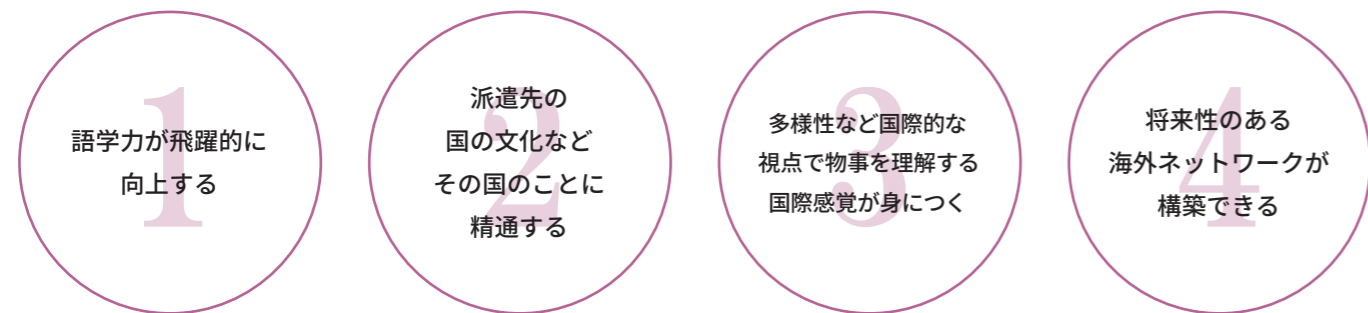 1
語学力が飛躍的に
向上する
2
派遣先の
国の文化など
その国のことに
精通する
3
多様性など国際的な
視点で物事を理解する
国際感覚が身につく
4
将来性のある
海外ネットワークが
構築できる